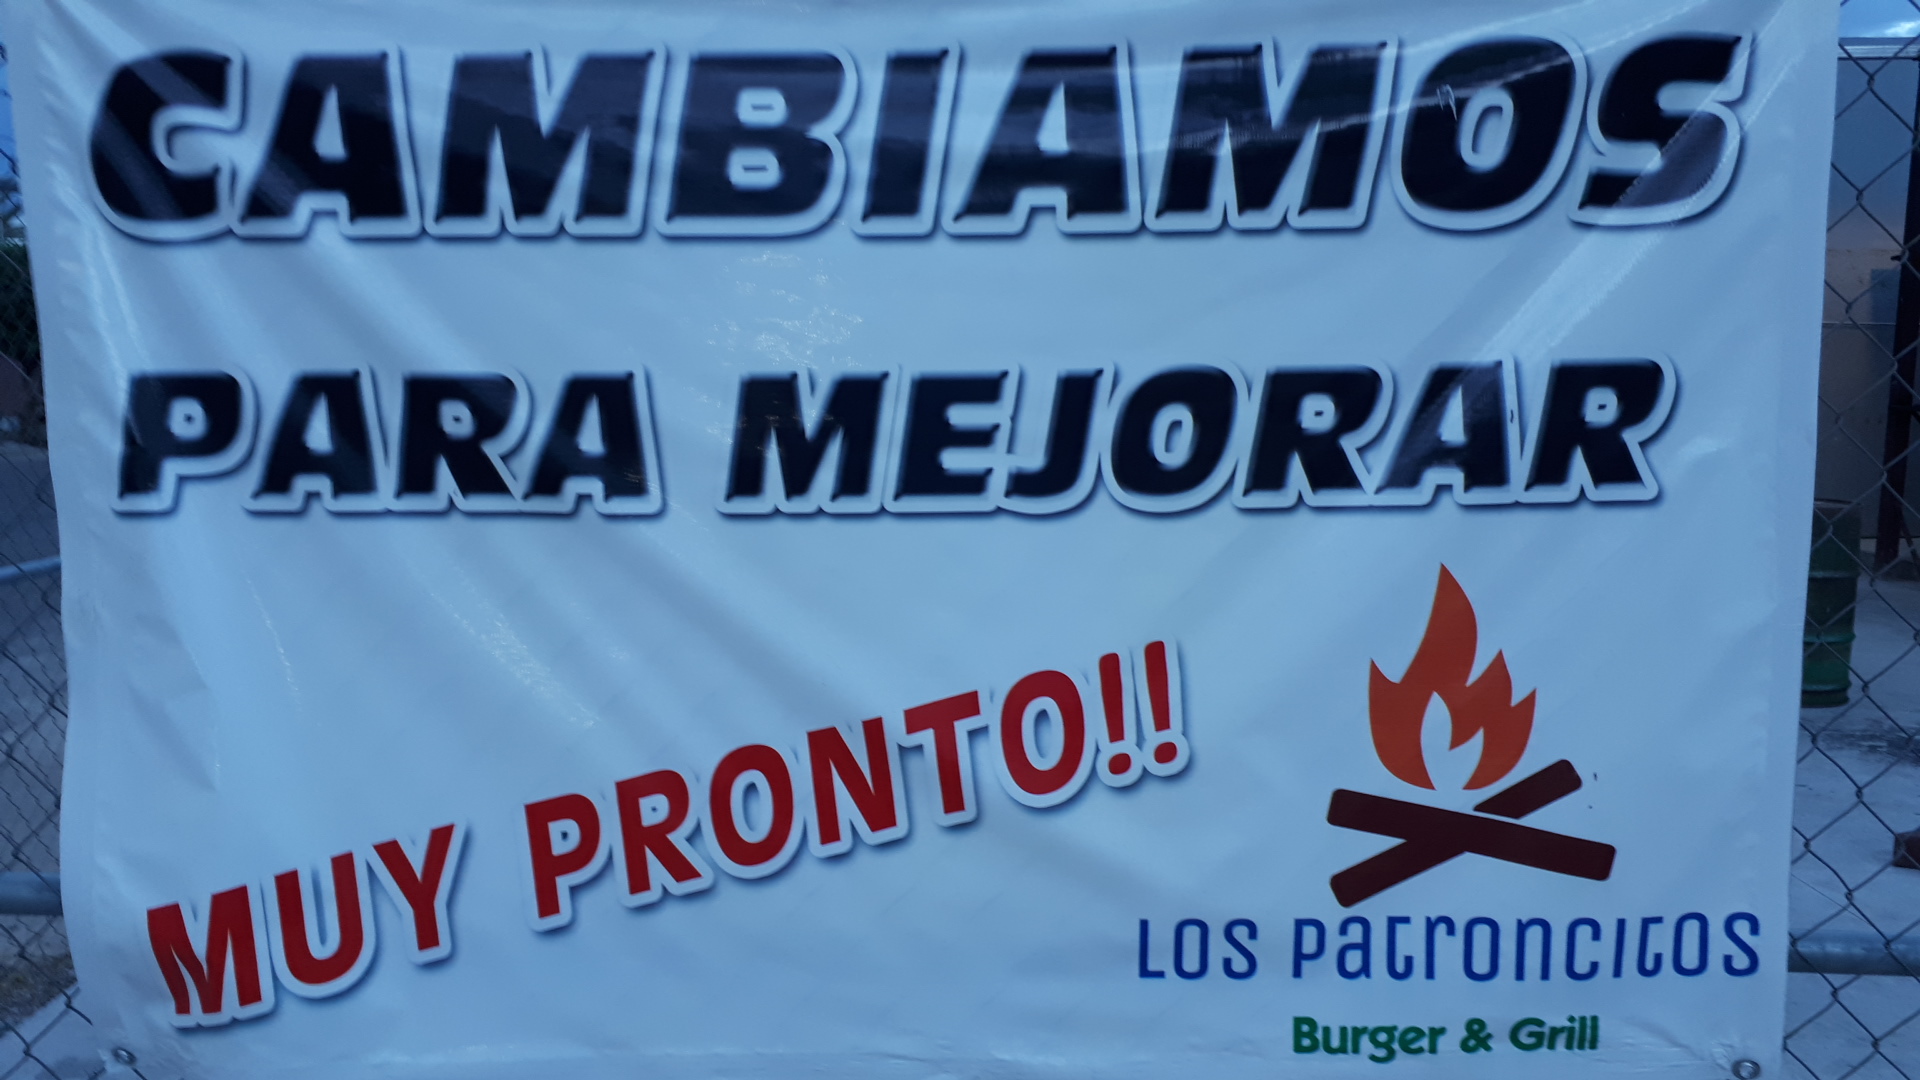 CAMBIAMOS
PARA MEJORAR
MUY PRONTO!!
LOS PATRONCITOS
Burger & Grill